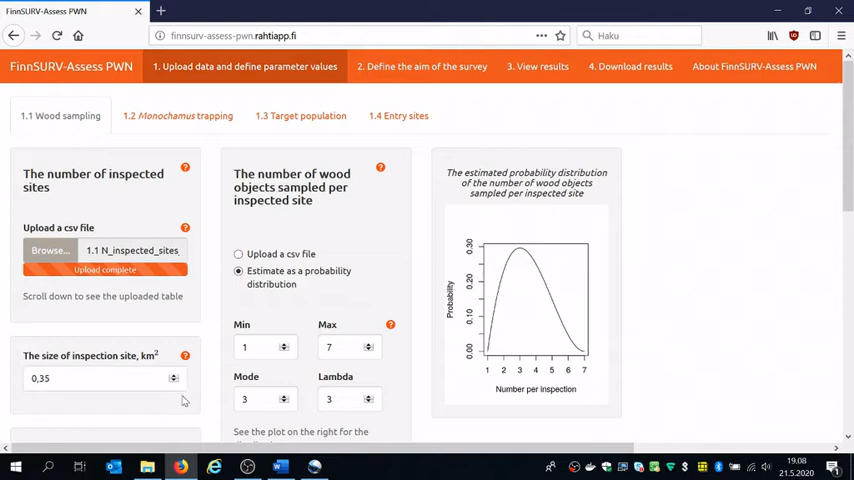 FinnSURV-Assess PWN
finnsurv-assess-pwn.rahtiapp.fi
Haku
FinnSURV-Assess PWN
1. Upload data and define parameter values
2. Define the aim of the survey
3. View results
4. Download results
About FinnSURV-Assess PWN
1.1 Wood sampling
1.2 Monochamus trapping
1.3 Target population
1.4 Entry sites
The number of inspected
sites
?
Upload a csv file
?
Browse...
1.1 N_inspected_sites_
Upload complete
Scroll down to see the uploaded table
The size of inspection site, km²
?
0,35
The number of wood
objects sampled per
inspected site
?
Upload a csv file
Estimate as a probability
distribution
Min
Max
?
1
7
Mode
Lambda
3
3
See the plot on the right for the
The estimated probability distribution
of the number of wood objects
sampled per inspected site
Probability
0.00
0.10
0.20
0.30
1 2 3 4 5 6 7
Number per inspection
19.08
21.5.2020